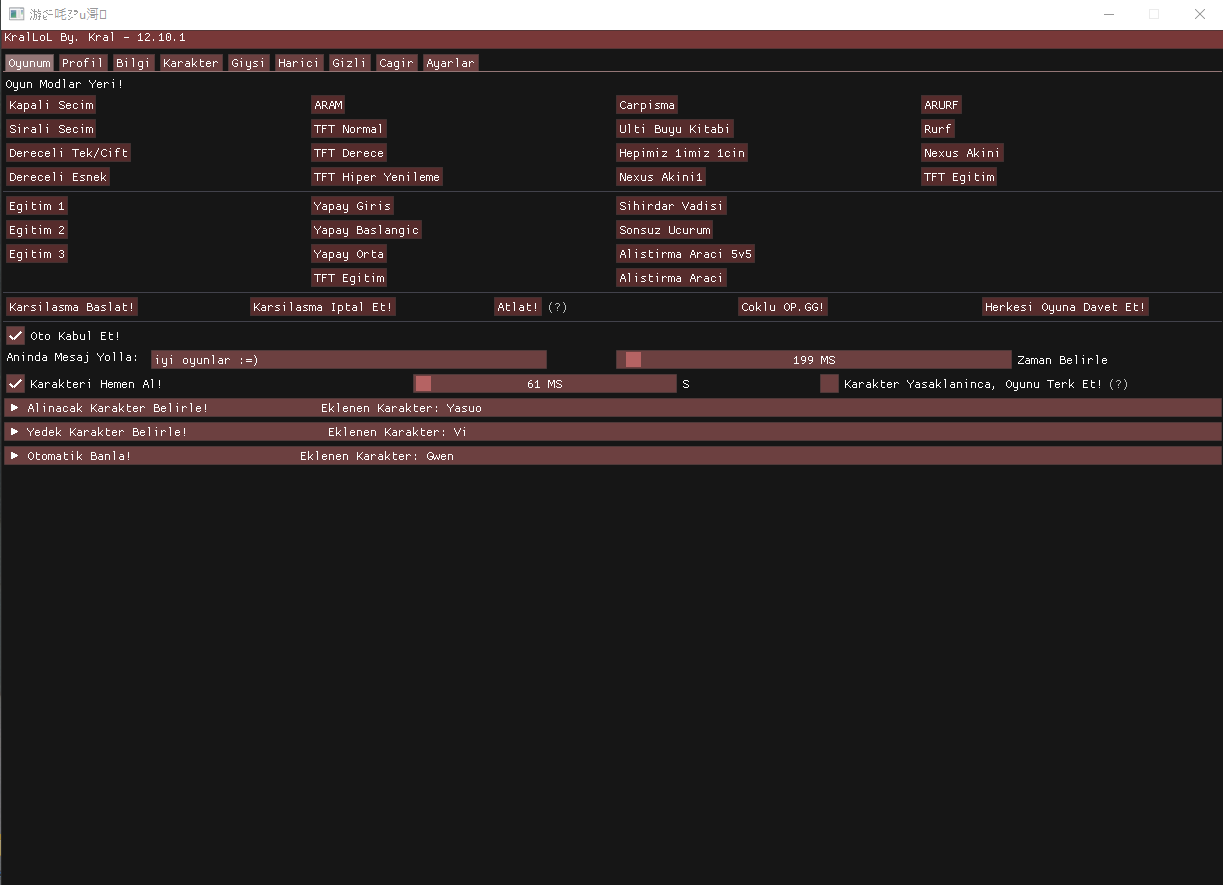 KralLoL By. Kral - 12.10.1
Oyunum Profil Bilgi Karakter Giysi Harici Gizli Cagir Ayarlar
Oyun Modlar Yeri!
Kapali Secim ARAM Carpisma ARURF
Sirali Secim TFT Normal Ulti Buyu Kitabi Rurf
Dereceli Tek/Cift TFT Derece Hepimiz 1imiz 1cin Nexus Akini
Dereceli Esnek TFT Hiper Yenileme Nexus Akini1 TFT Egitim
Egitim 1 Yapay Giris Sihirdar Vadisi
Egitim 2 Yapay Baslangic Sonsuz Ucurum
Egitim 3 Yapay Orta Alistirma Araci 5v5
TFT Egitim Alistirma Araci
Karsilasma Baslat! Karsilasma Iptal Et! Atlat! (?) Coklu OP.GG! Herkesi Oyuna Davet Et!
Oto Kabul Et!
Aninda Mesaj Yolla: iyi oyunlar :=) 199 MS Zaman Belirle
Karakteri Hemen Al! 61 MS S Karakter Yasaklaninca, Oyunu Terk Et! (?)
Alinacak Karakter Belirle! Eklenen Karakter: Yasuo
Yedek Karakter Belirle! Eklenen Karakter: Vi
Otomatik Banla! Eklenen Karakter: Gwen